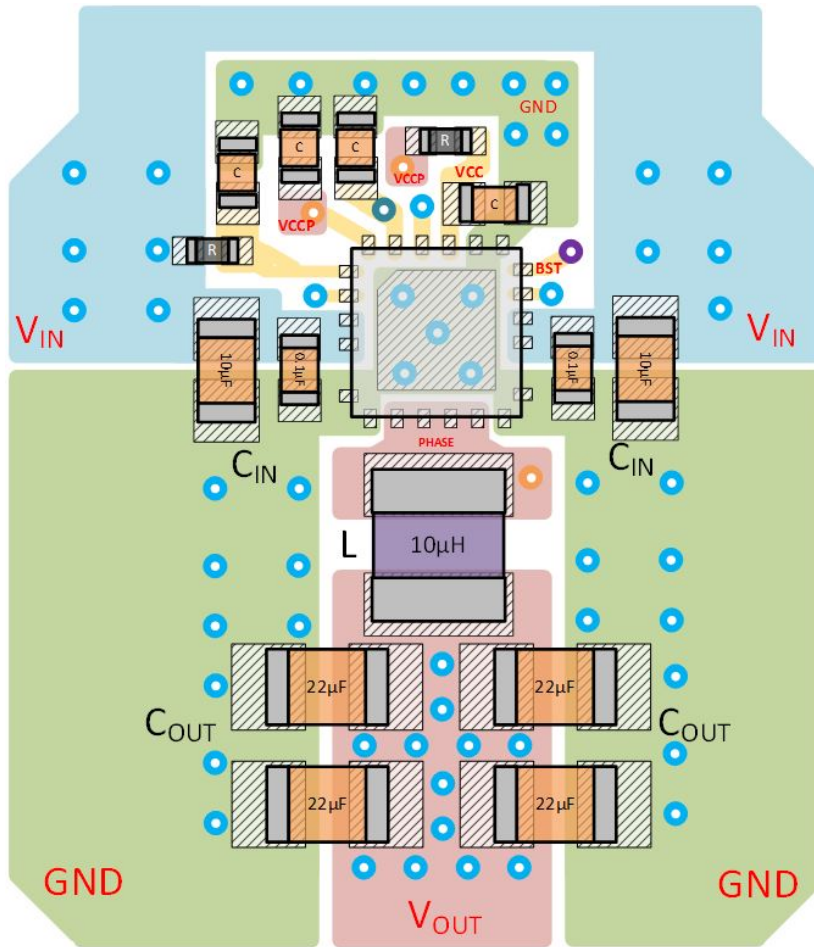 GND
R
C
C
VCCP
VCC
C
C
VCCP
R
BST
VIN
VIN
10µF
0.1µF
0.1µF
10µF
PHASE
CIN
CIN
L
10µH
22µF
22µF
COUT
COUT
22µF
22µF
GND
GND
VOUT